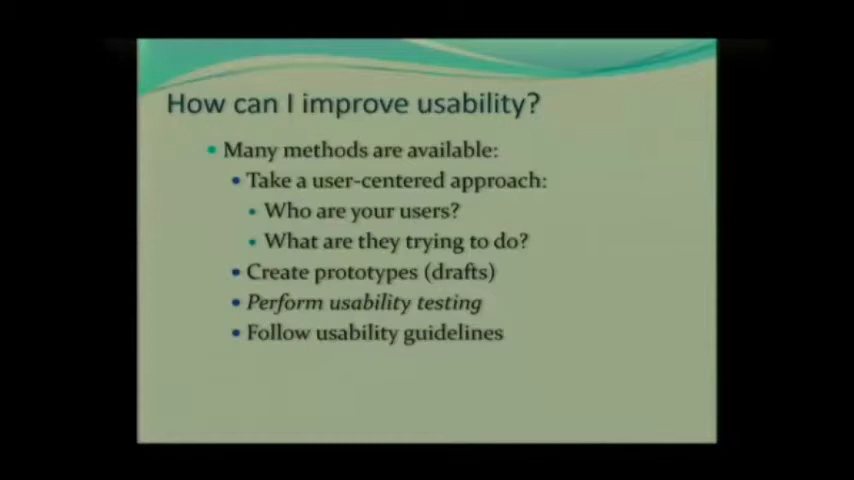 How can I improve usability?
• Many methods are available:
• Take a user-centered approach:
• Who are your users?
• What are they trying to do?
• Create prototypes (drafts)
• Perform usability testing
• Follow usability guidelines